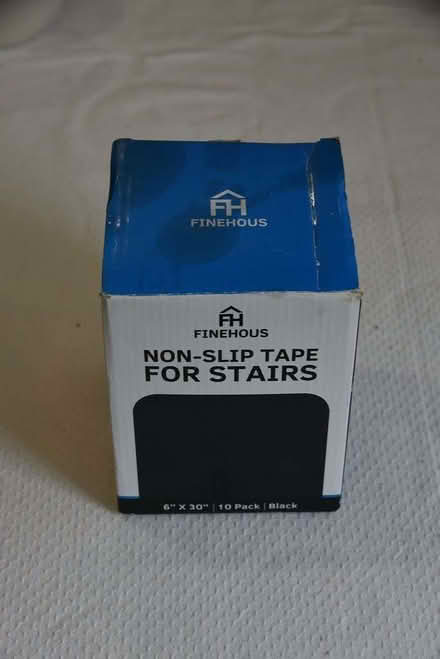 FH
FINEHOUS
FH
FINEHOUS
NON-SLIP TAPE
FOR STAIRS
6" X 30" | 10 Pack | Black